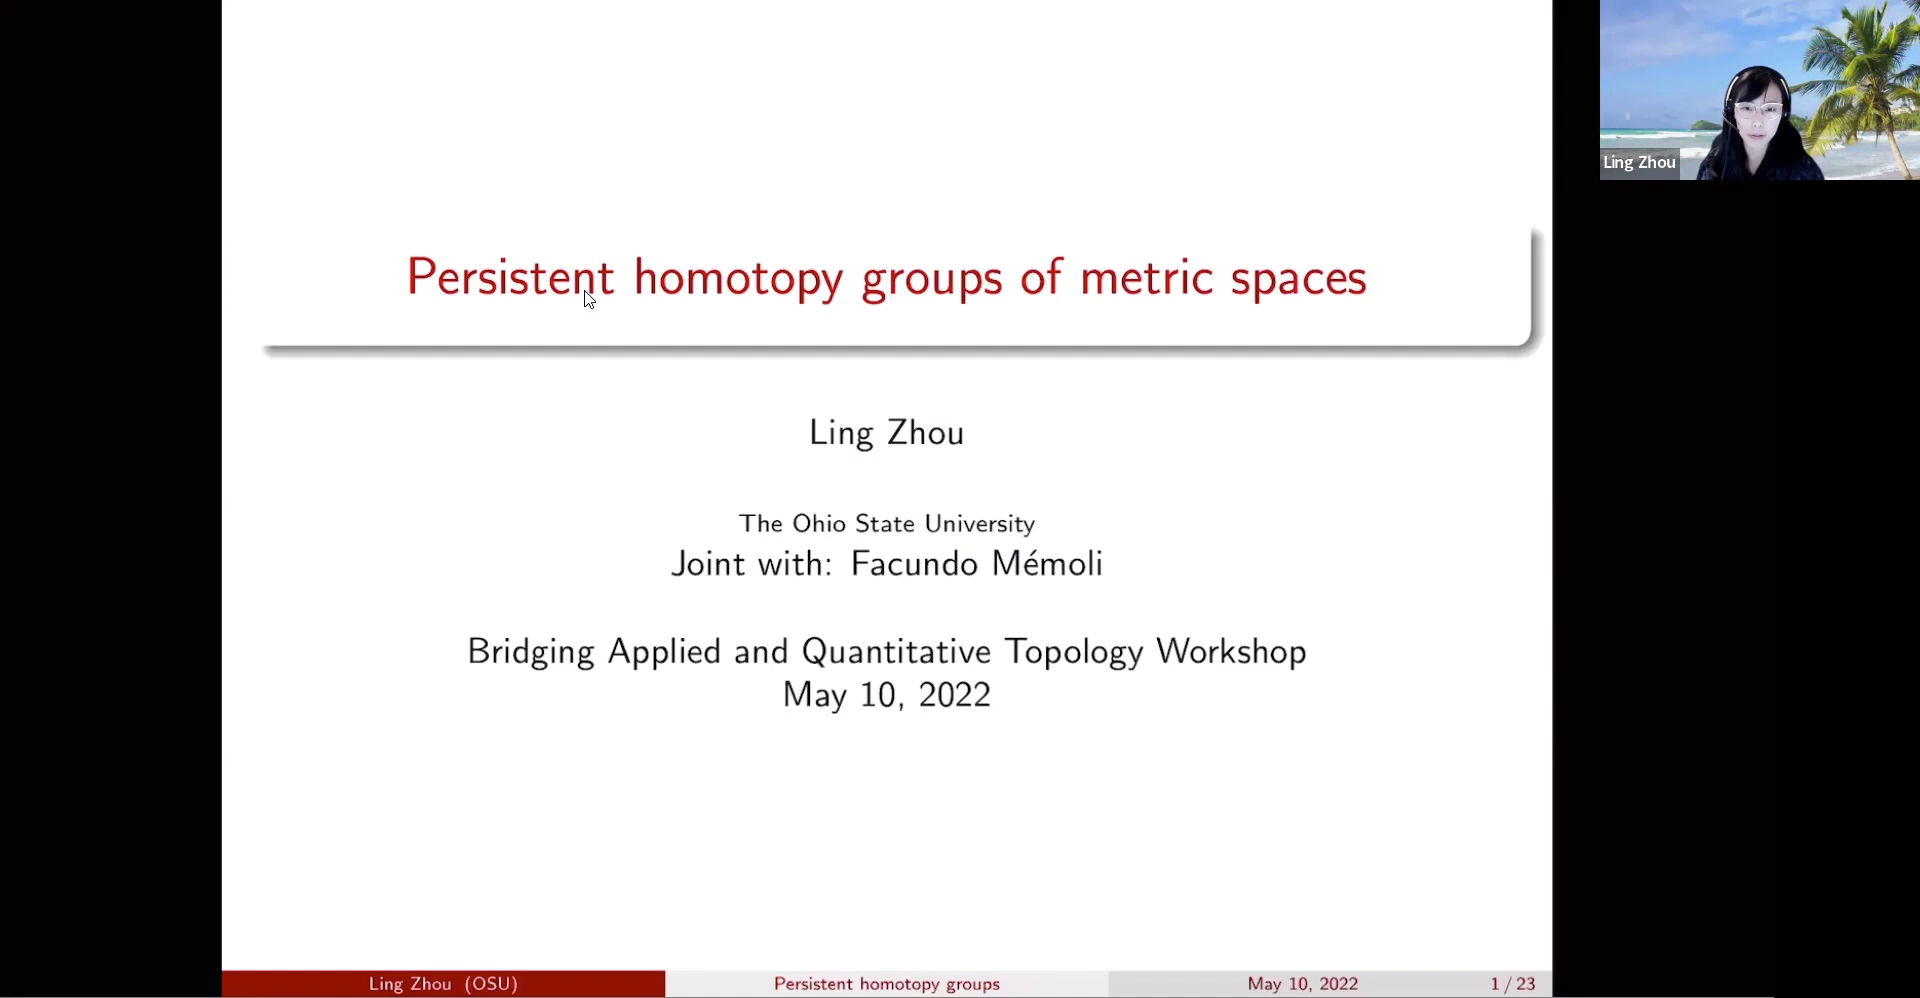 Persistent homotopy groups of metric spaces
Ling Zhou
Ling Zhou
The Ohio State University
Joint with: Facundo Mémoli
Bridging Applied and Quantitative Topology Workshop
May 10, 2022
Ling Zhou (OSU)
Persistent homotopy groups
May 10, 2022
1 / 23